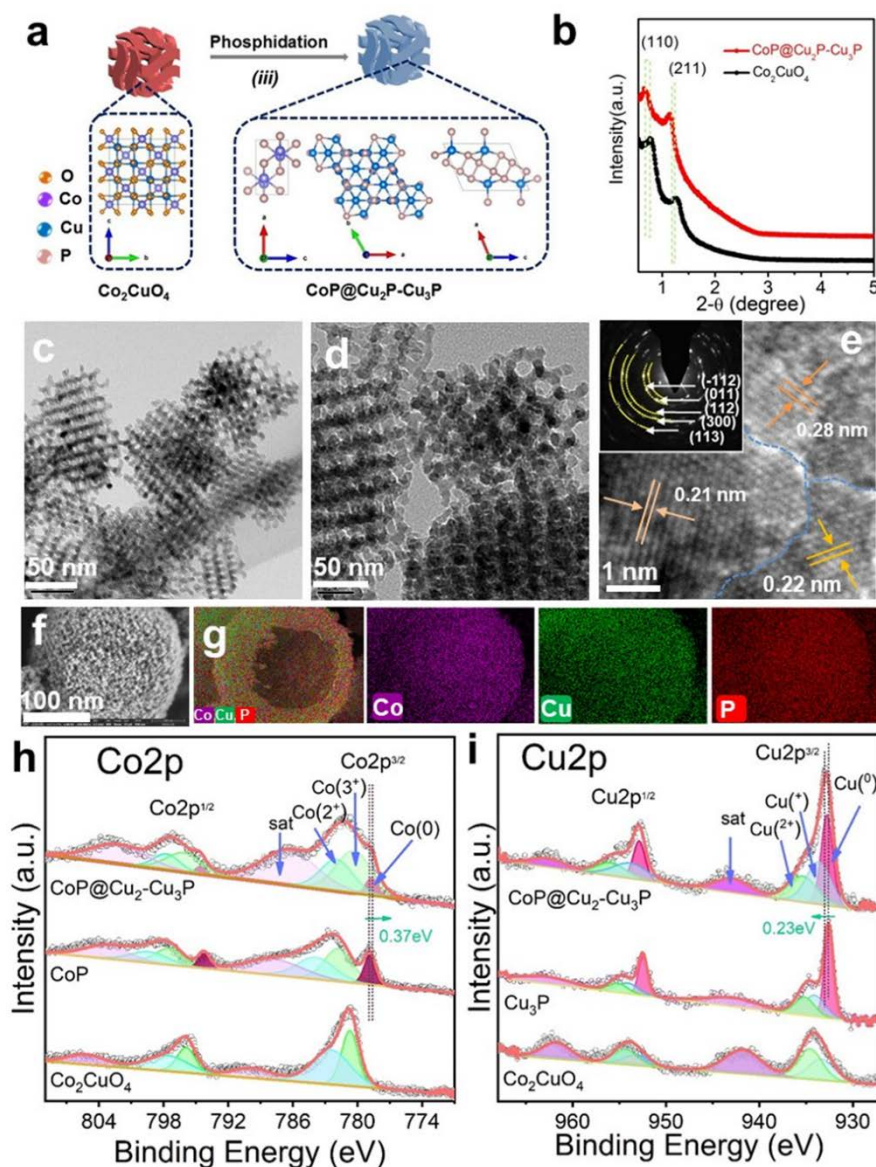 a
Phosphidation
(iii)
O
Co
Cu
P
c
b
a
c
b
a
a
c
Co₂CuO₄
CoP@Cu₂P-Cu₃P
b
(110)
(211)
CoP@Cu₂P-Cu₃P
Co₂CuO₄
Intensity(a.u.)
0
1
2
3
4
5
2-θ (degree)
c
50 nm
d
50 nm
e
(-112)
(011)
(112)
(300)
(113)
0.28 nm
0.21 nm
0.22 nm
1 nm
f
100 nm
g
Co Cu P
Co
Cu
P
h
Co2p
Co2p³/²
Co2p¹/²
Co(3⁺)
Co(2⁺)
sat
Co(0)
CoP@Cu₂-Cu₃P
0.37eV
CoP
Co₂CuO₄
Intensity (a.u.)
804 798 792 786 780 774
Binding Energy (eV)
i
Cu2p
Cu2p³/²
Cu2p¹/²
Cu(⁰)
Cu(⁺)
Cu(²⁺)
sat
CoP@Cu₂-Cu₃P
0.23eV
Cu₃P
Co₂CuO₄
Intensity (a.u.)
960 950 940 930
Binding Energy (eV)